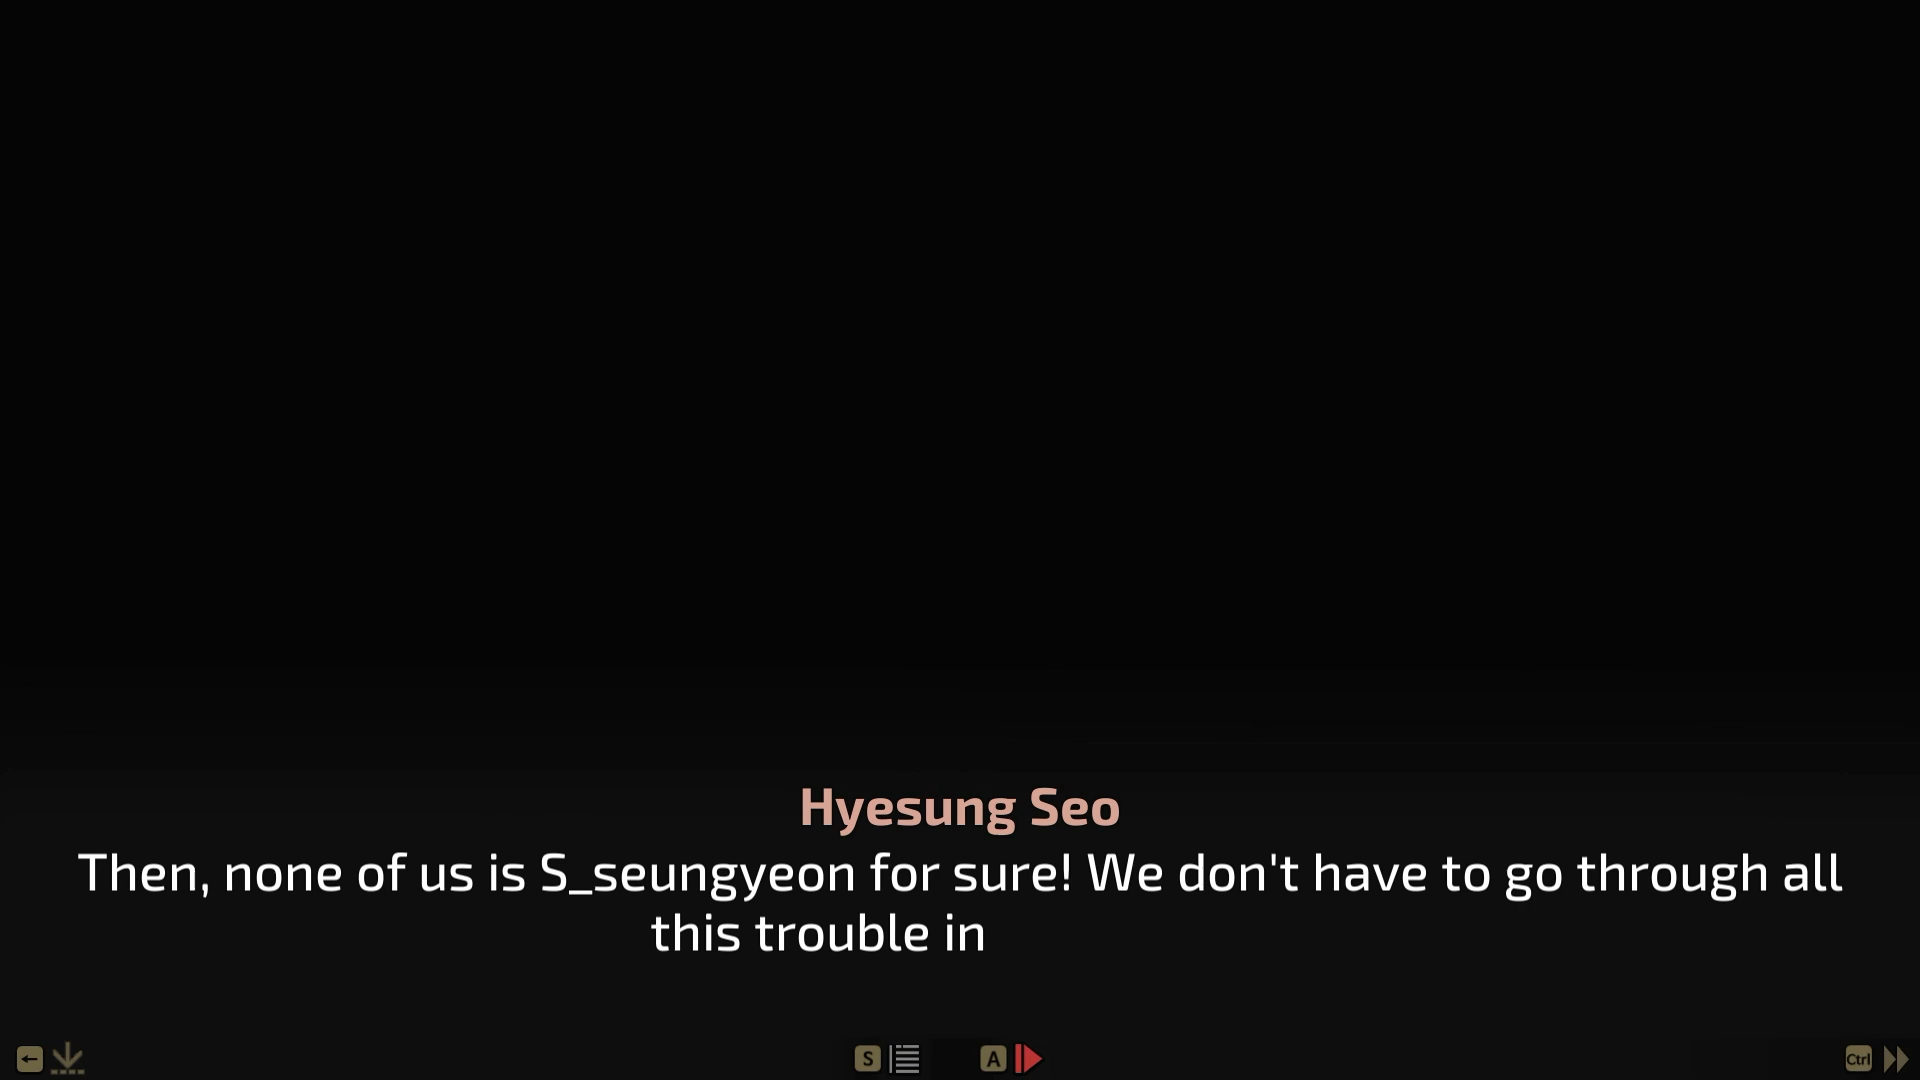 Hyesung Seo
Then, none of us is S_seungyeon for sure! We don't have to go through all
this trouble in
S
A
Ctrl